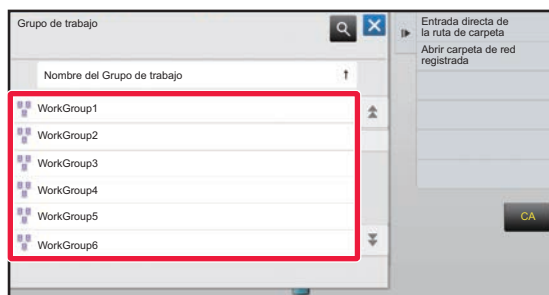 Grupo de trabajo
Nombre del Grupo de trabajo
WorkGroup1
WorkGroup2
WorkGroup3
WorkGroup4
WorkGroup5
WorkGroup6
Entrada directa de
la ruta de carpeta
Abrir carpeta de red
registrada
CA